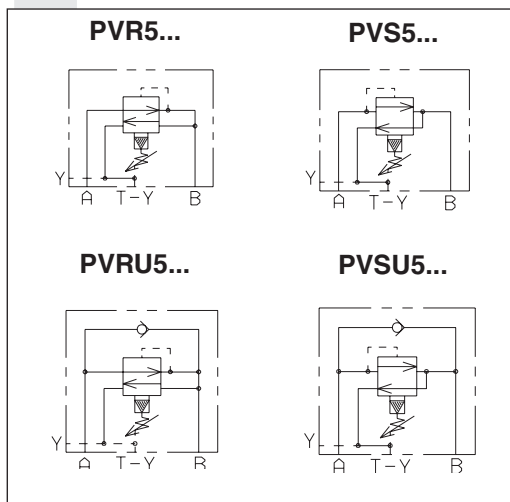 PVR5... PVS5...
Y A T-Y B Y A T-Y B
PVRU5... PVSU5...
Y A T-Y B Y A T-Y B